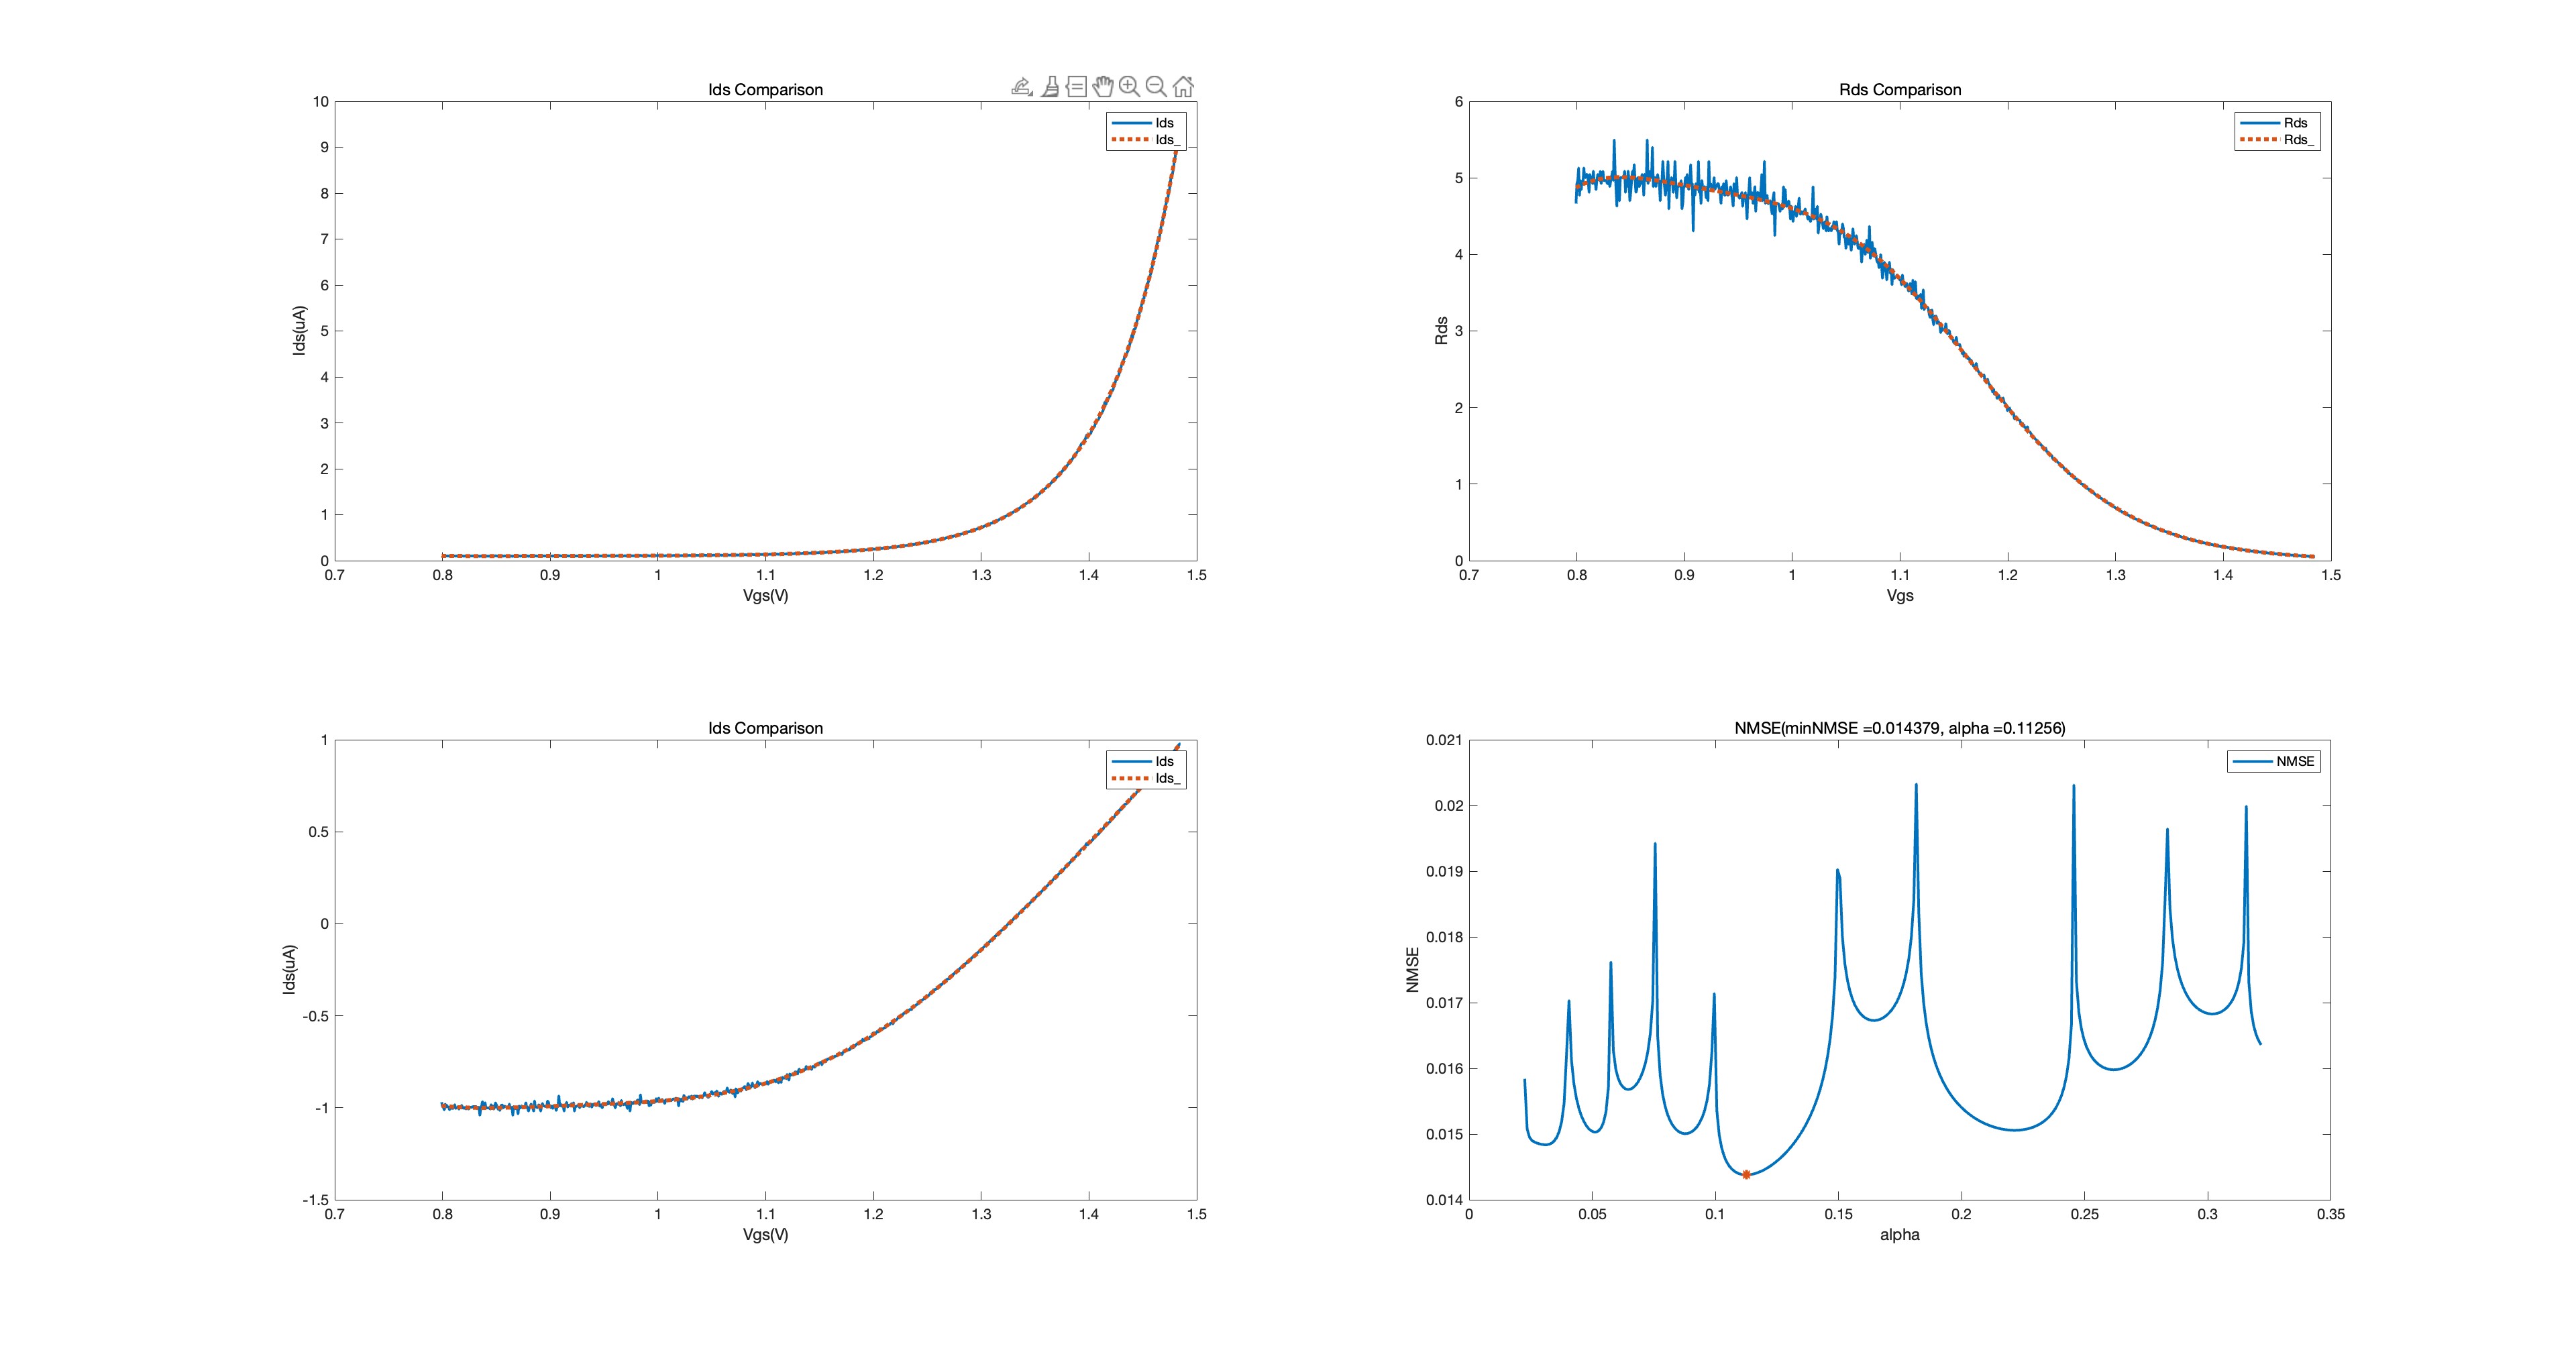 Ids Comparison
10
9
8
7
6
5
4
3
2
1
0
Ids(uA)
0.7 0.8 0.9 1 1.1 1.2 1.3 1.4 1.5
Vgs(V)
Ids
Ids_
Rds Comparison
6
5
4
3
2
1
0
Rds
0.7 0.8 0.9 1 1.1 1.2 1.3 1.4 1.5
Vgs
Rds
Rds_
Ids Comparison
1
0.5
0
-0.5
-1
-1.5
Ids(uA)
0.7 0.8 0.9 1 1.1 1.2 1.3 1.4 1.5
Vgs(V)
Ids
Ids_
NMSE(minNMSE =0.014379, alpha =0.11256)
0.021
0.02
0.019
0.018
0.017
0.016
0.015
0.014
NMSE
0 0.05 0.1 0.15 0.2 0.25 0.3 0.35
alpha
NMSE